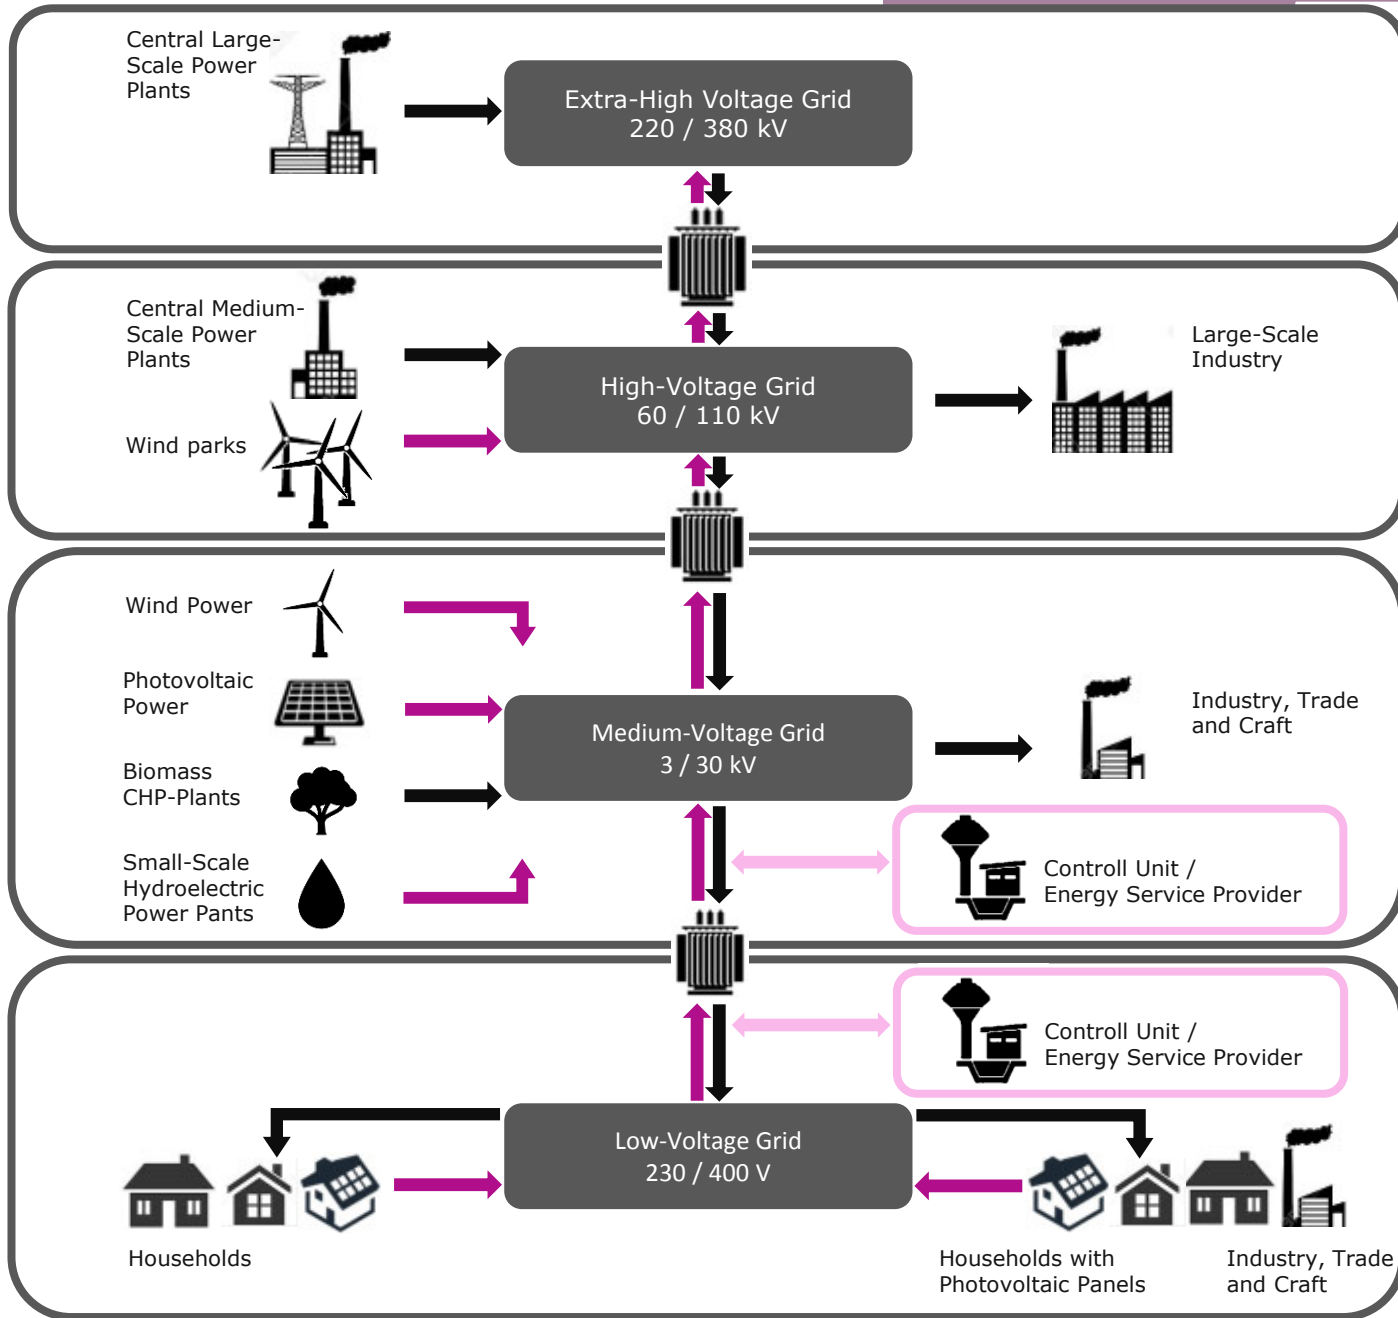 Central Large-
Scale Power
Plants
Extra-High Voltage Grid
220 / 380 kV
Central Medium-
Scale Power
Plants
High-Voltage Grid
60 / 110 kV
Large-Scale
Industry
Wind parks
Wind Power
Photovoltaic
Power
Medium-Voltage Grid
3 / 30 kV
Industry, Trade
and Craft
Biomass
CHP-Plants
Small-Scale
Hydroelectric
Power Pants
Controll Unit /
Energy Service Provider
Controll Unit /
Energy Service Provider
Low-Voltage Grid
230 / 400 V
Households
Households with
Photovoltaic Panels
Industry, Trade
and Craft